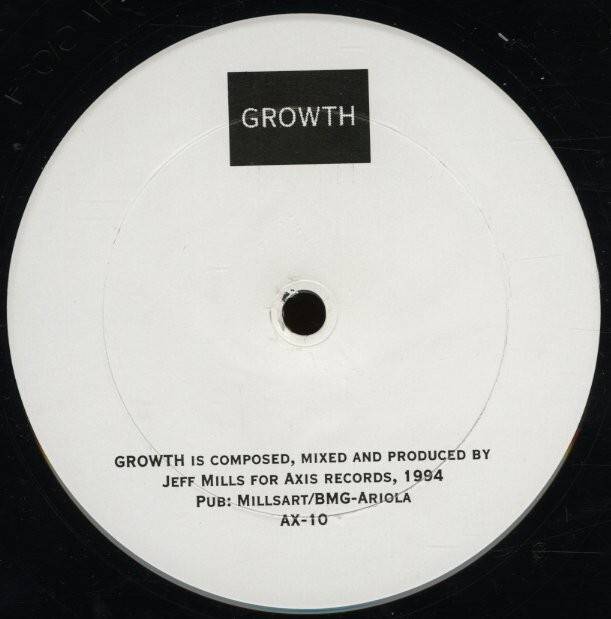 GROWTH
GROWTH IS COMPOSED, MIXED AND PRODUCED BY
JEFF MILLS FOR AXIS RECORDS, 1994
PUB: MILLSART/BMG-ARIOLA
AX-10